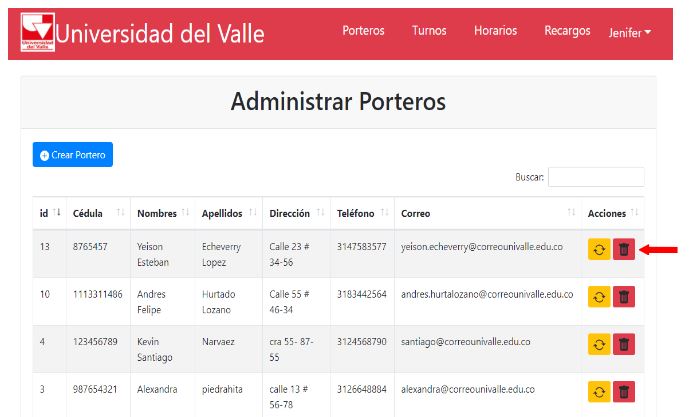 Universidad del Valle
Universidad del Valle Porteros Turnos Horarios Recargos Jenifer
Administrar Porteros
Crear Portero
Buscar:
id Cédula Nombres Apellidos Dirección Teléfono Correo Acciones
13 8765457 Yeison Echeverry Calle 23 # 3147583577 yeison.echeverry@correounivalle.edu.co
Esteban Lopez 34-56
10 1113311486 Andres Hurtado Calle 55 # 3183442564 andres.hurtalozano@correounivalle.edu.co
Felipe Lozano 46-34
4 123456789 Kevin Narvaez cra 55- 87- 3124568790 santiago@correounivalle.edu.co
Santiago 55
3 987654321 Alexandra piedrahita calle 13 # 3126648884 alexandra@correounivalle.edu.co
56-78